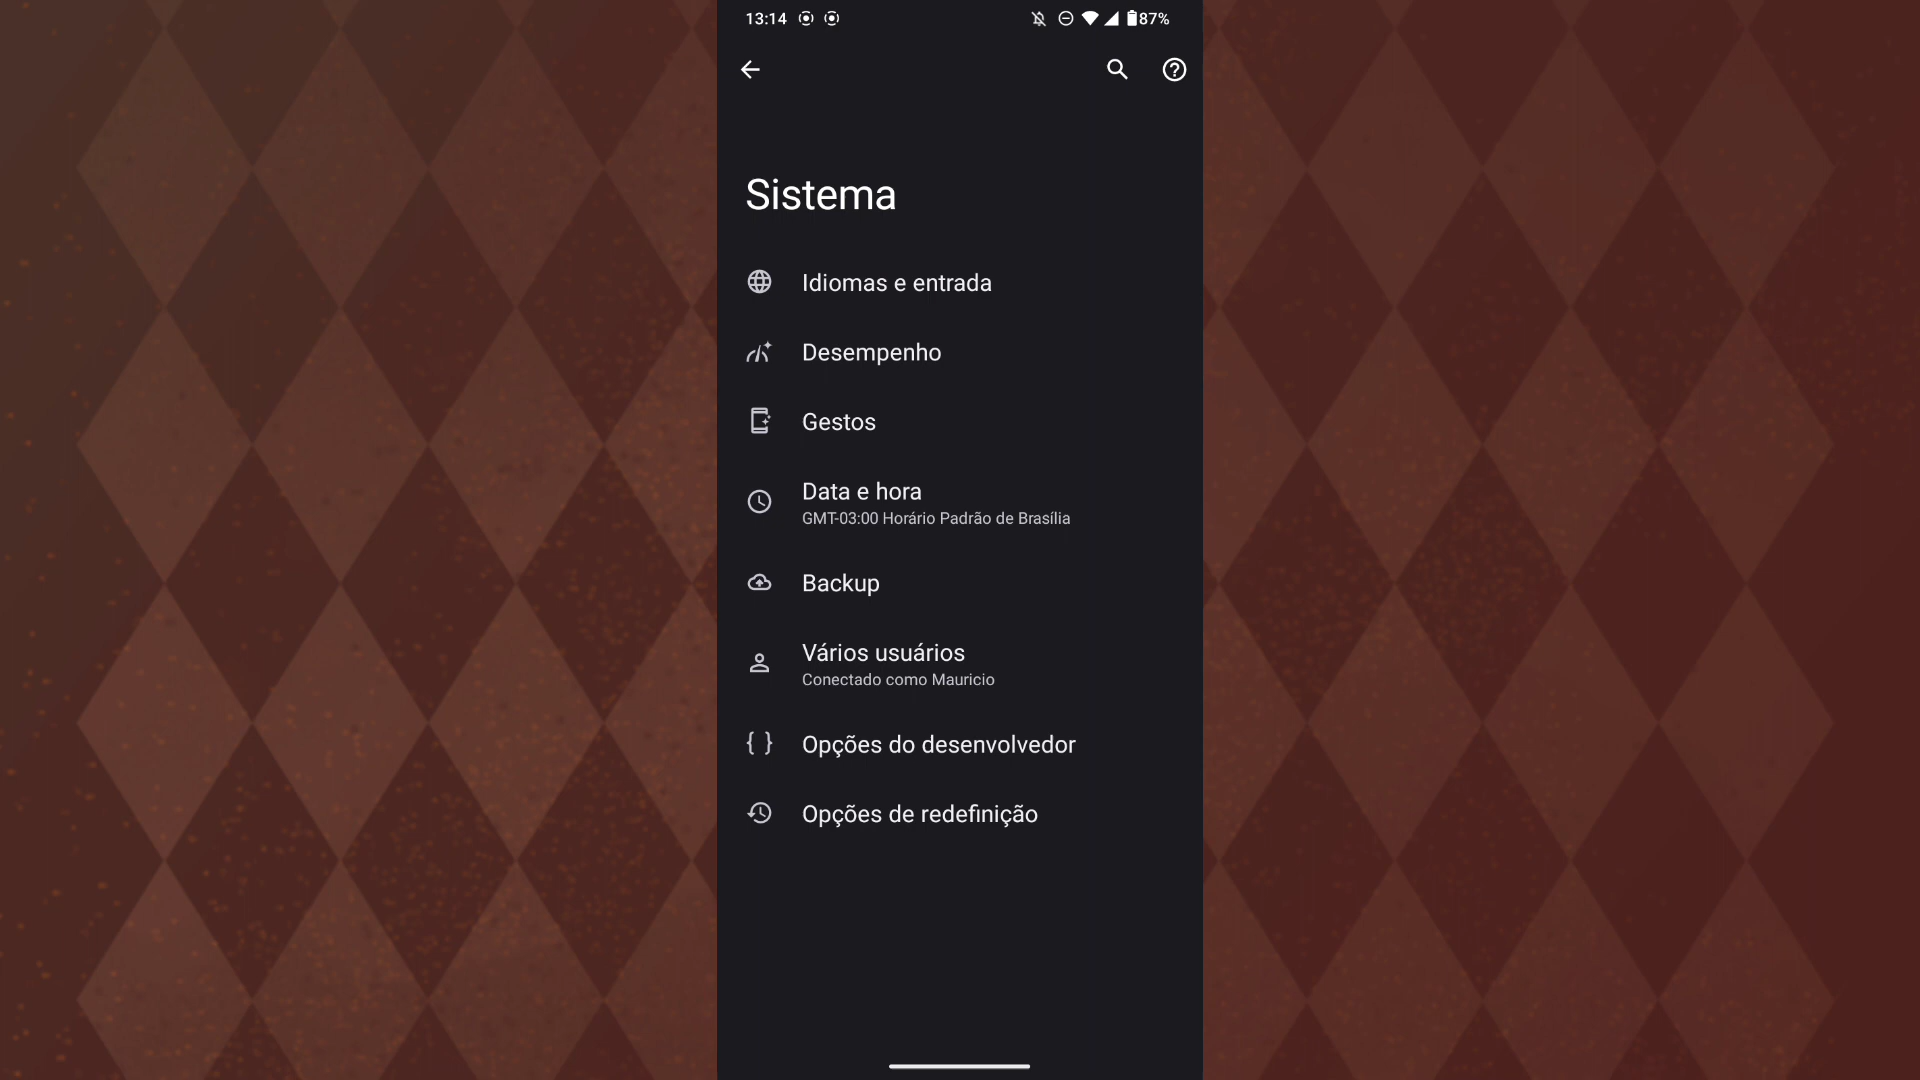 13:14 87%
Sistema
Idiomas e entrada
Desempenho
Gestos
Data e hora
GMT-03:00 Horário Padrão de Brasília
Backup
Vários usuários
Conectado como Mauricio
Opções do desenvolvedor
Opções de redefinição